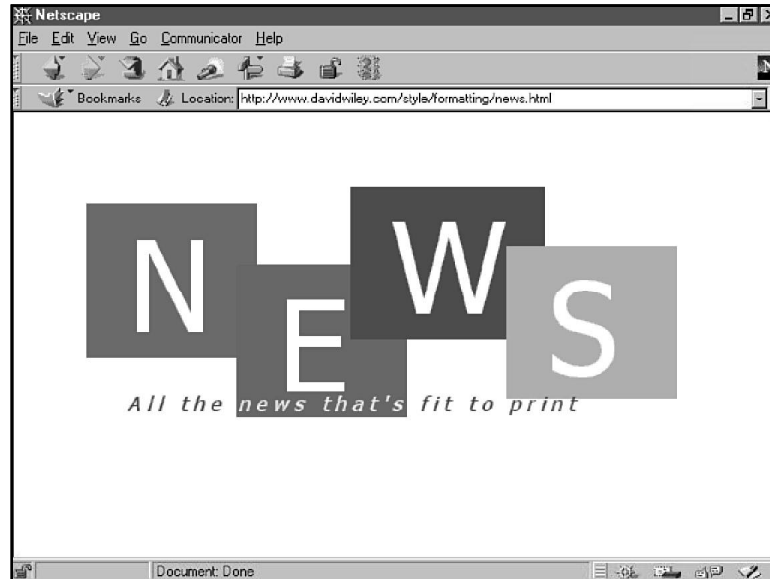 Netscape
File Edit View Go Communicator Help
Bookmarks Location: http://www.davidwiley.com/style/formatting/news.html
N E W S
All the news that's fit to print
Document: Done